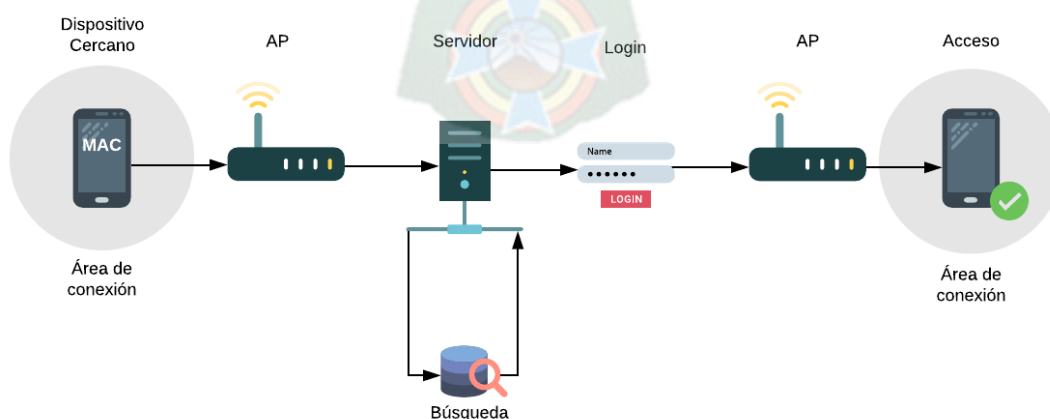 Dispositivo
Cercano
AP
Servidor
Login
AP
Acceso
MAC
Name
LOGIN
Área de
conexión
Área de
conexión
Búsqueda